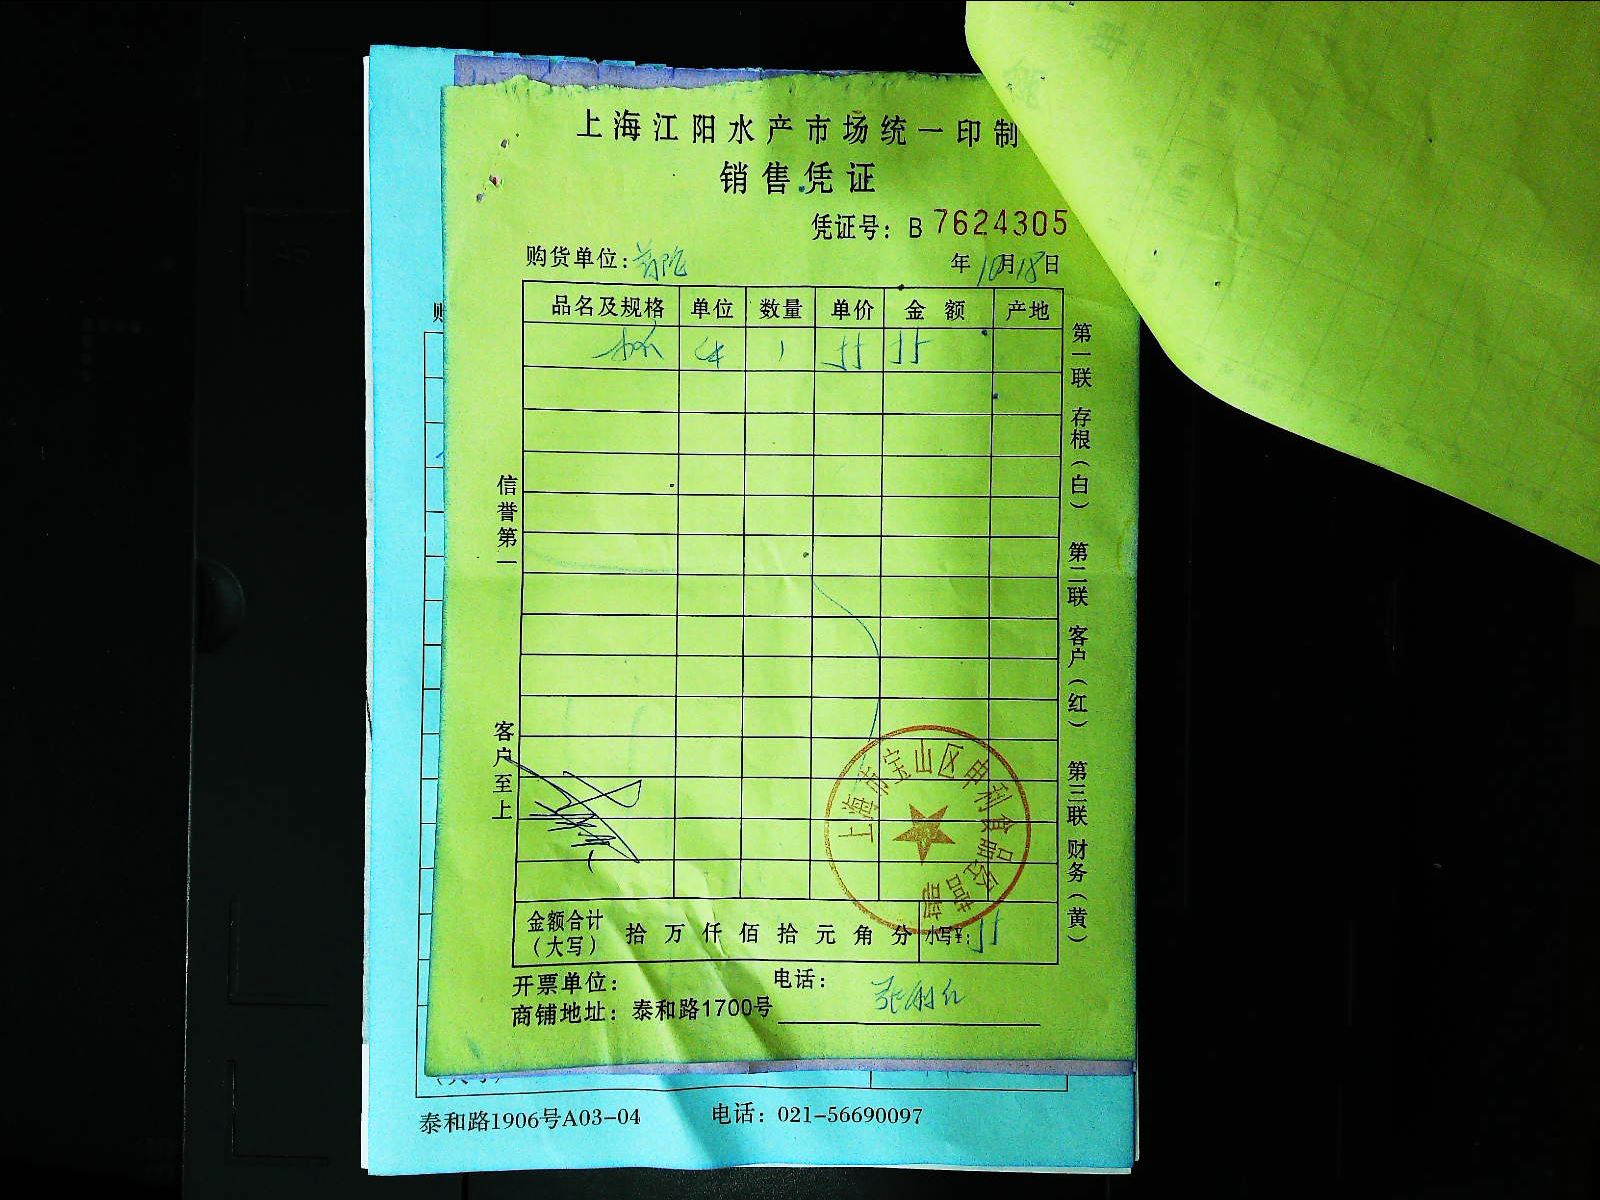 上海江阳水产市场统一印制
销售凭证
凭证号：B 7624305
购货单位：
年10月18日
品名及规格 单位 数量 单价 金 额 产地
1
信誉第一
客户至上
第一联 存根（白） 第二联 客户（红） 第三联 财务（黄）
上海市宝山区申利食品经营部
金额合计（大写） 拾 万 仟 佰 拾 元 角 分 小写¥：
开票单位： 电话：
商铺地址：泰和路1700号
泰和路1906号A03-04 电话：021-56690097